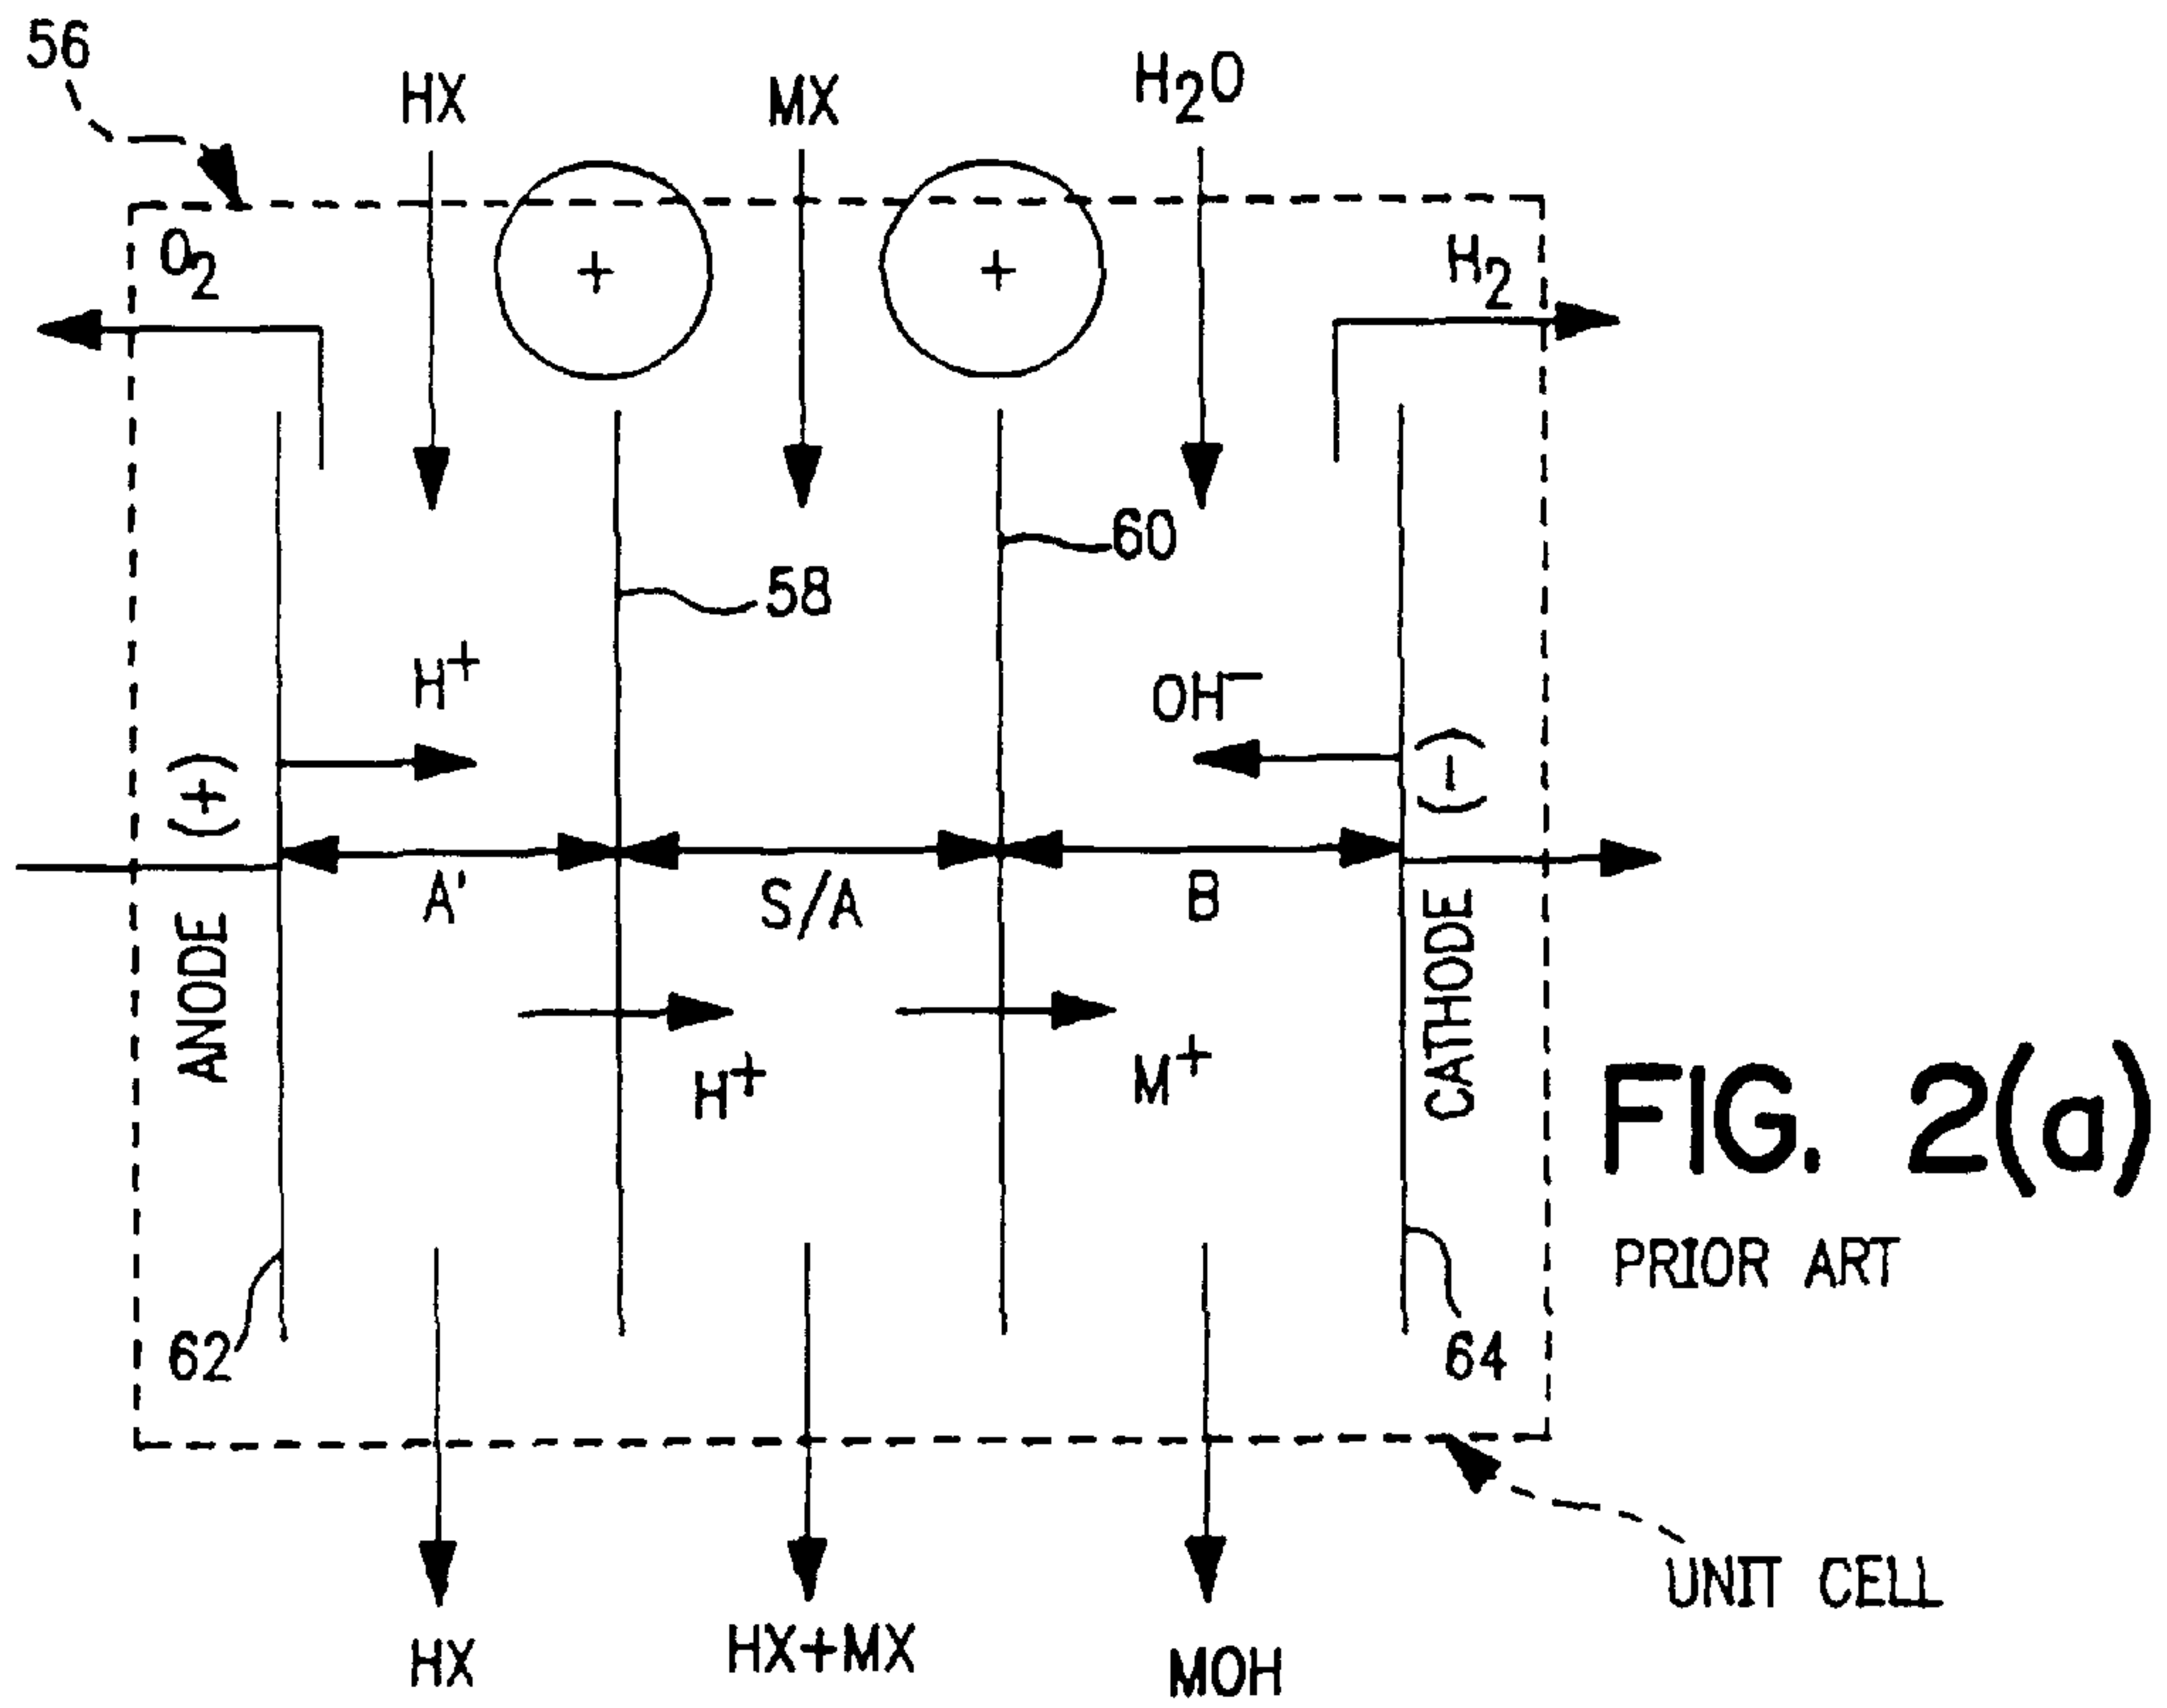 56
HX
MX
H2O
O2
+
+
H2
60
58
H+
OH−
(+)
(−)
A'
S/A
B
ANODE
CATHODE
H+
M+
FIG. 2(a)
PRIOR ART
62
64
UNIT CELL
HX
HX+MX
MOH